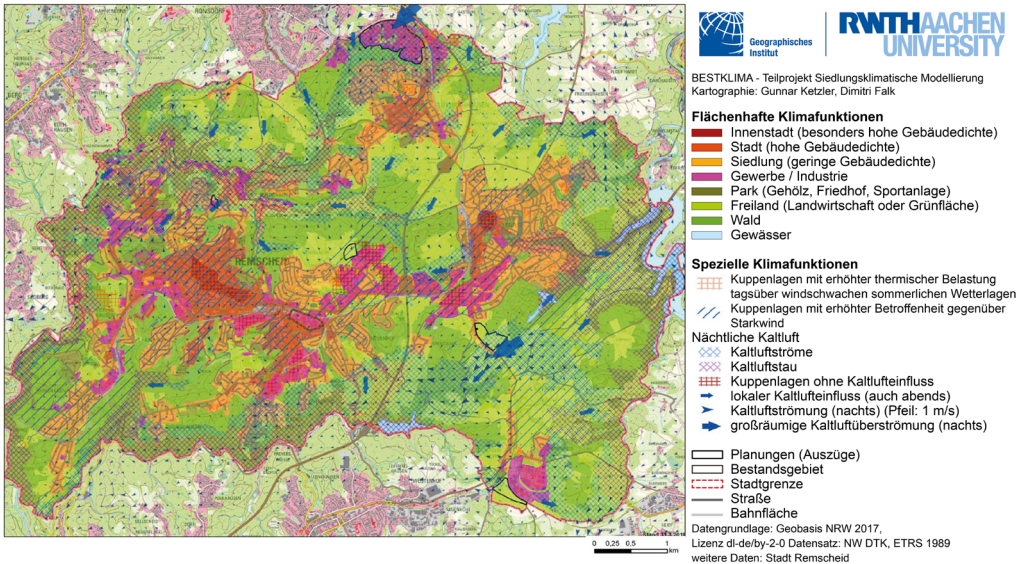 RONSDORF
REMSCHEID
Geographisches
Institut
RWTHAACHEN
UNIVERSITY
BESTKLIMA - Teilprojekt Siedlungsklimatische Modellierung
Kartographie: Gunnar Ketzler, Dimitri Falk
Flächenhafte Klimafunktionen
Innenstadt (besonders hohe Gebäudedichte)
Stadt (hohe Gebäudedichte)
Siedlung (geringe Gebäudedichte)
Gewerbe / Industrie
Park (Gehölz, Friedhof, Sportanlage)
Freiland (Landwirtschaft oder Grünfläche)
Wald
Gewässer
Spezielle Klimafunktionen
Kuppenlagen mit erhöhter thermischer Belastung
tagsüber windschwachen sommerlichen Wetterlagen
Kuppenlagen mit erhöhter Betroffenheit gegenüber
Starkwind
Nächtliche Kaltluft
Kaltluftströme
Kaltluftstau
Kuppenlagen ohne Kaltlufteinfluss
lokaler Kaltlufteinfluss (auch abends)
Kaltluftströmung (nachts) (Pfeil: 1 m/s)
großräumige Kaltluftüberströmung (nachts)
Planungen (Auszüge)
Bestandsgebiet
Stadtgrenze
Straße
Bahnfläche
Datengrundlage: Geobasis NRW 2017,
Lizenz dl-de/by-2-0 Datensatz: NW DTK, ETRS 1989
weitere Daten: Stadt Remscheid
0 0,25 0,5 1
km